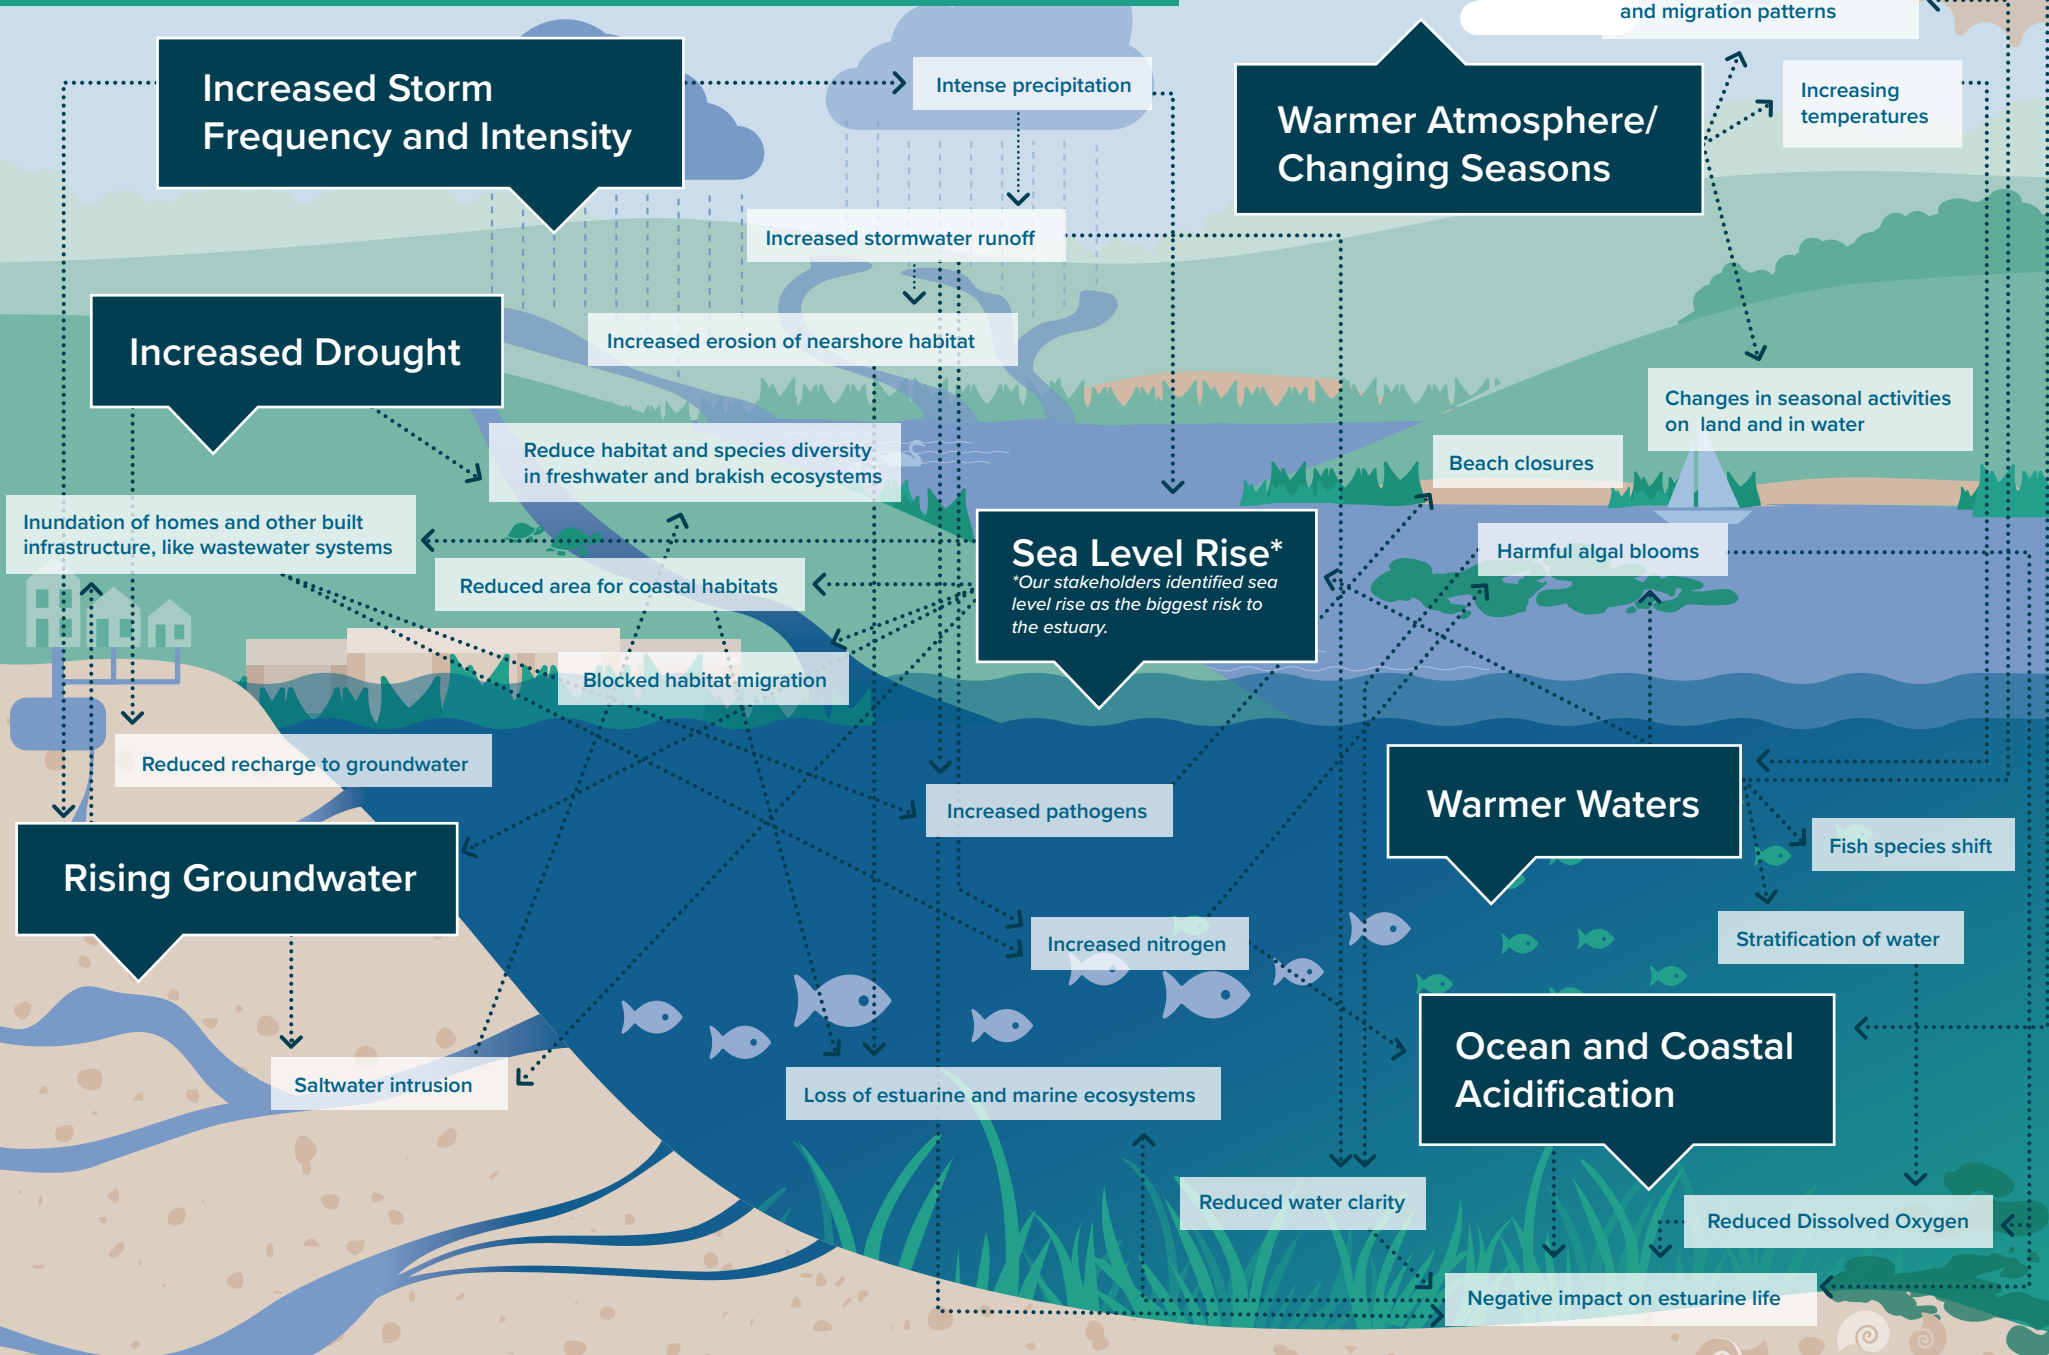 and migration patterns
Increased Storm
Frequency and Intensity
Intense precipitation
Warmer Atmosphere/
Changing Seasons
Increasing
temperatures
Increased stormwater runoff
Increased Drought
Increased erosion of nearshore habitat
Changes in seasonal activities
on land and in water
Reduce habitat and species diversity
in freshwater and brakish ecosystems
Beach closures
Inundation of homes and other built
infrastructure, like wastewater systems
Sea Level Rise*
*Our stakeholders identified sea
level rise as the biggest risk to
the estuary.
Harmful algal blooms
Reduced area for coastal habitats
Blocked habitat migration
Reduced recharge to groundwater
Increased pathogens
Warmer Waters
Fish species shift
Rising Groundwater
Increased nitrogen
Stratification of water
Ocean and Coastal
Acidification
Saltwater intrusion
Loss of estuarine and marine ecosystems
Reduced water clarity
Reduced Dissolved Oxygen
Negative impact on estuarine life